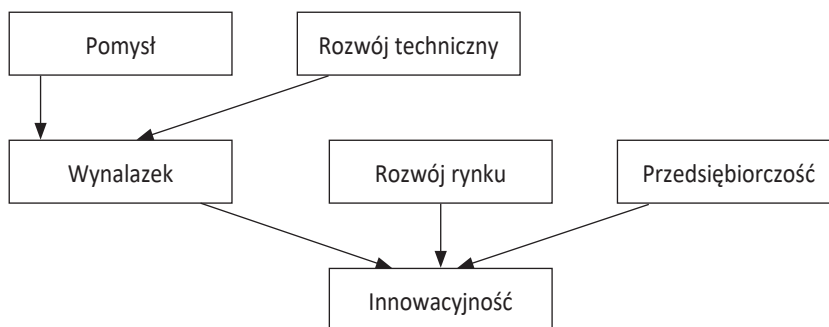 Pomysł
Rozwój techniczny
Wynalazek
Rozwój rynku
Przedsiębiorczość
Innowacyjność